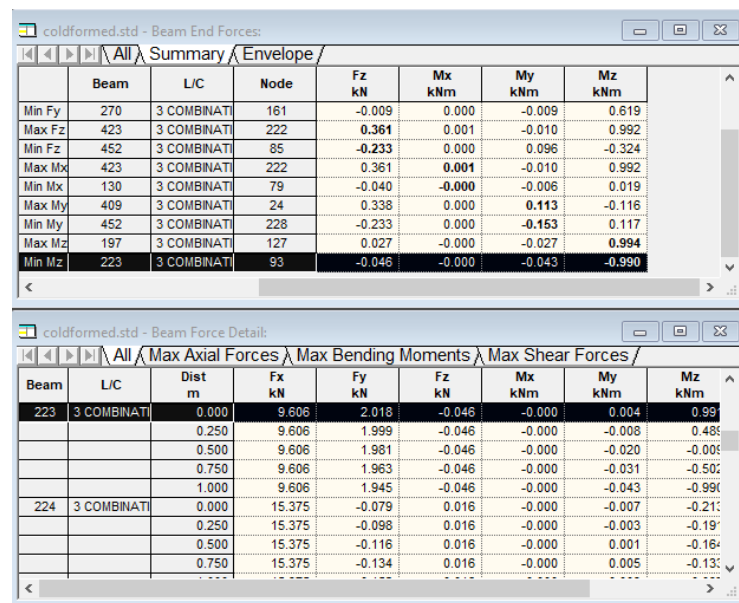 coldformed.std - Beam End Forces:
All Summary Envelope
Beam L/C Node Fz kN Mx kNm My kNm Mz kNm
Min Fy 270 3 COMBINATI 161 -0.009 0.000 -0.009 0.619
Max Fz 423 3 COMBINATI 222 0.361 0.001 -0.010 0.992
Min Fz 452 3 COMBINATI 85 -0.233 0.000 0.096 -0.324
Max Mx 423 3 COMBINATI 222 0.361 0.001 -0.010 0.992
Min Mx 130 3 COMBINATI 79 -0.040 -0.000 -0.006 0.019
Max My 409 3 COMBINATI 24 0.338 0.000 0.113 -0.116
Min My 452 3 COMBINATI 228 -0.233 0.000 -0.153 0.117
Max Mz 197 3 COMBINATI 127 0.027 -0.000 -0.027 0.994
Min Mz 223 3 COMBINATI 93 -0.046 -0.000 -0.043 -0.990
coldformed.std - Beam Force Detail:
All Max Axial Forces Max Bending Moments Max Shear Forces
Beam L/C Dist m Fx kN Fy kN Fz kN Mx kNm My kNm Mz kNm
223 3 COMBINATI 0.000 9.606 2.018 -0.046 -0.000 0.004 0.991
0.250 9.606 1.999 -0.046 -0.000 -0.008 0.489
0.500 9.606 1.981 -0.046 -0.000 -0.020 -0.009
0.750 9.606 1.963 -0.046 -0.000 -0.031 -0.502
1.000 9.606 1.945 -0.046 -0.000 -0.043 -0.990
224 3 COMBINATI 0.000 15.375 -0.079 0.016 -0.000 -0.007 -0.213
0.250 15.375 -0.098 0.016 -0.000 -0.003 -0.191
0.500 15.375 -0.116 0.016 -0.000 0.001 -0.164
0.750 15.375 -0.134 0.016 -0.000 0.005 -0.133